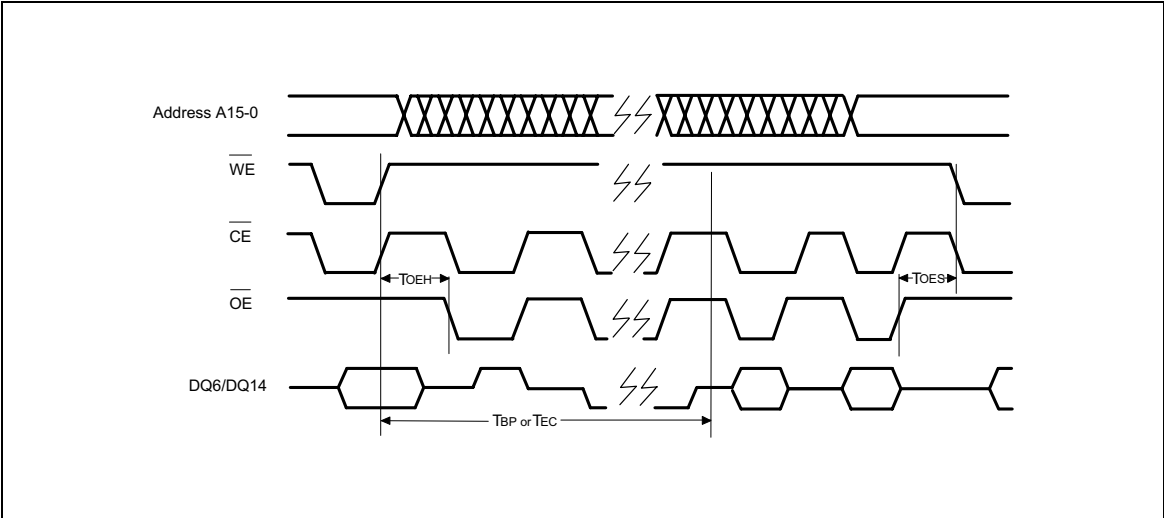 Address A15-0
WE
CE
TOEH
TOES
OE
DQ6/DQ14
TBP or TEC